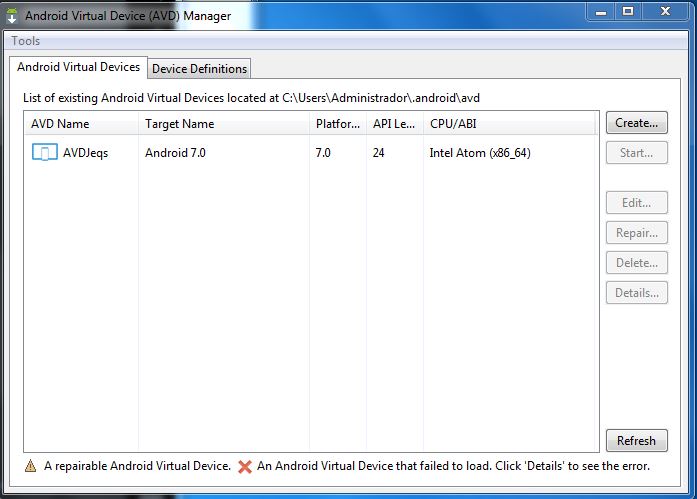 Android Virtual Device (AVD) Manager
Tools
Android Virtual Devices
Device Definitions
List of existing Android Virtual Devices located at C:\Users\Administrador\.android\avd
AVD Name Target Name Platfor... API Le... CPU/ABI
AVDJeqs Android 7.0 7.0 24 Intel Atom (x86_64)
Create...
Start...
Edit...
Repair...
Delete...
Details...
Refresh
A repairable Android Virtual Device. An Android Virtual Device that failed to load. Click 'Details' to see the error.